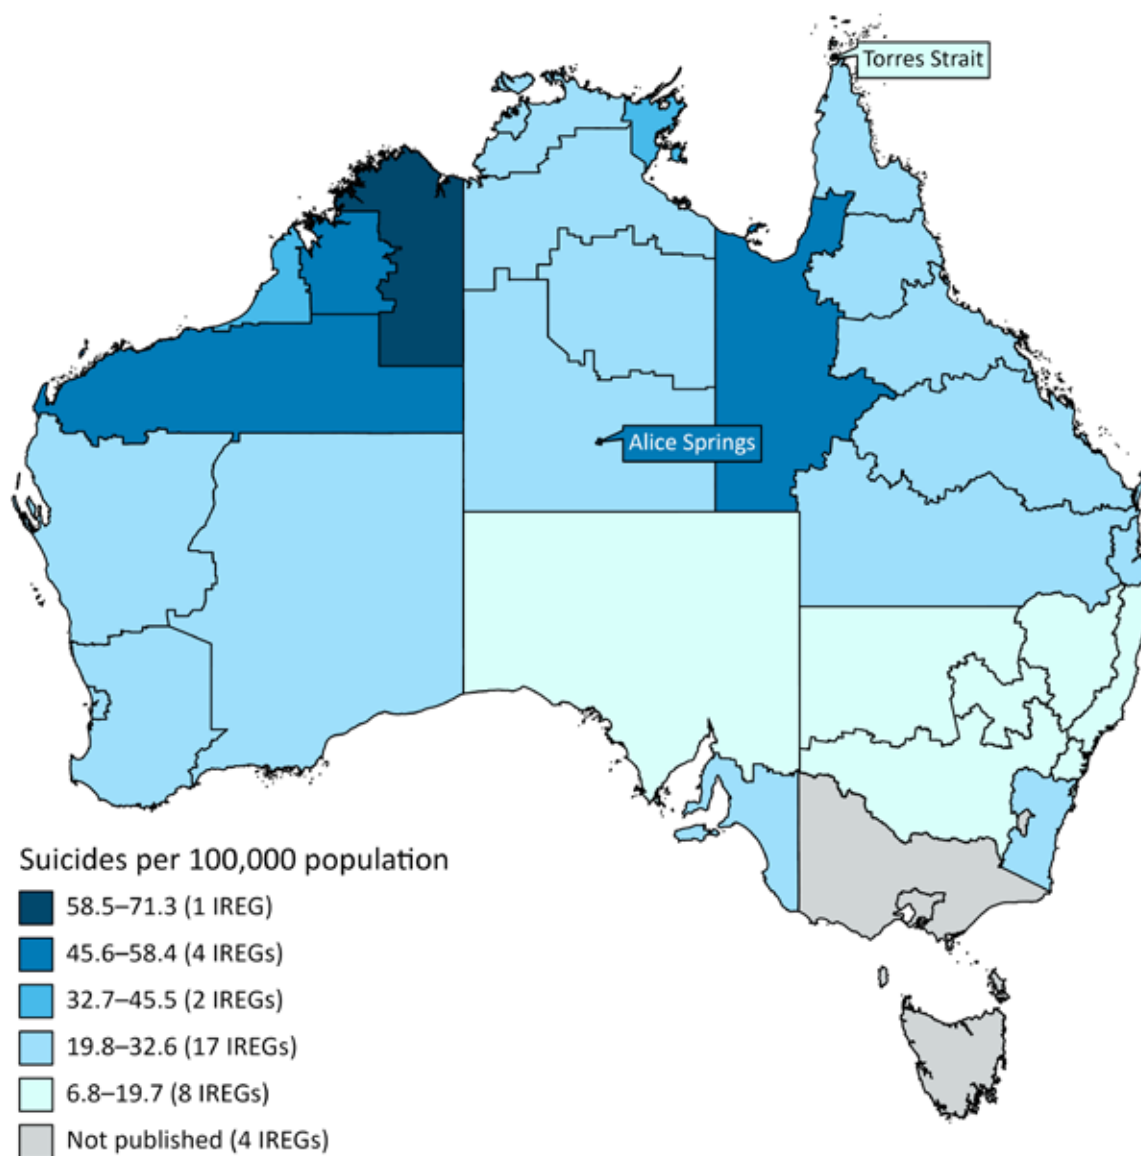 Torres Strait
Alice Springs
Suicides per 100,000 population
58.5–71.3 (1 IREG)
45.6–58.4 (4 IREGs)
32.7–45.5 (2 IREGs)
19.8–32.6 (17 IREGs)
6.8–19.7 (8 IREGs)
Not published (4 IREGs)